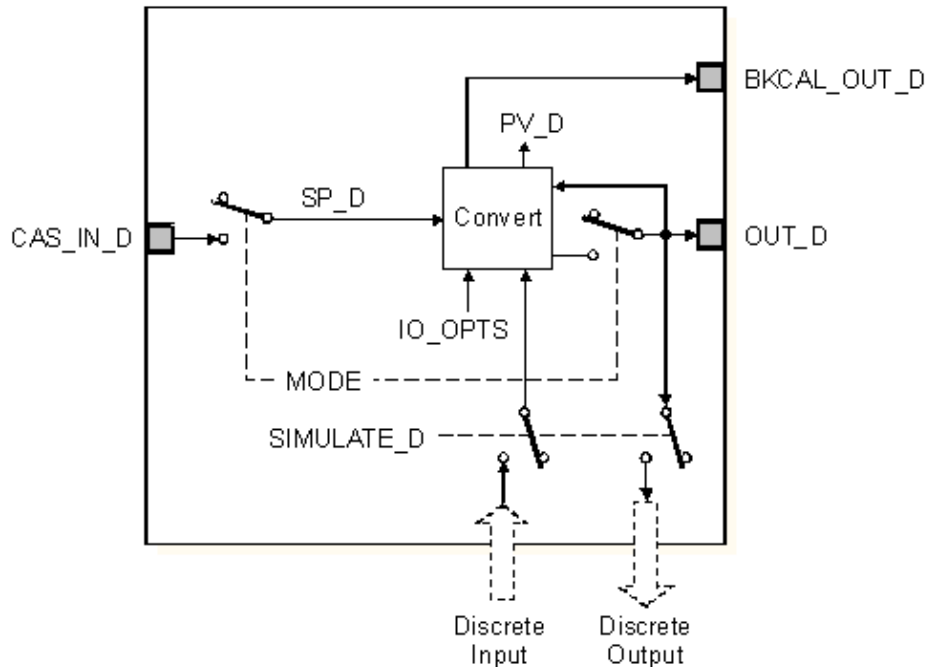 BKCAL_OUT_D
PV_D
SP_D
Convert
CAS_IN_D
OUT_D
IO_OPTS
MODE
SIMULATE_D
Discrete
Input
Discrete
Output